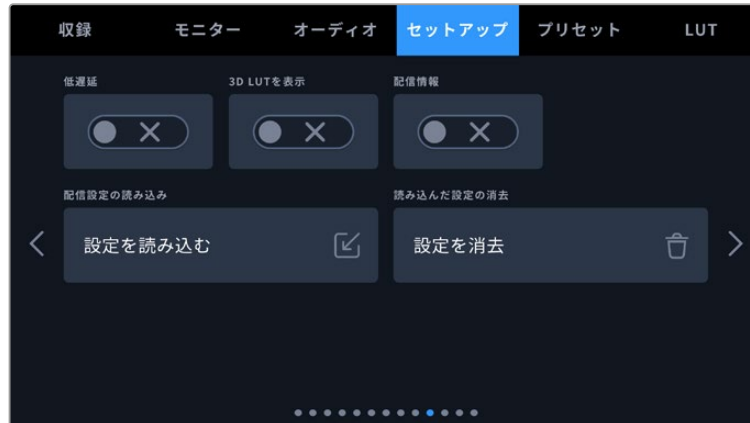 収録 モニター オーディオ セットアップ プリセット LUT
低遅延 3D LUTを表示 配信情報
配信設定の読み込み 読み込んだ設定の消去
設定を読み込む 設定を消去